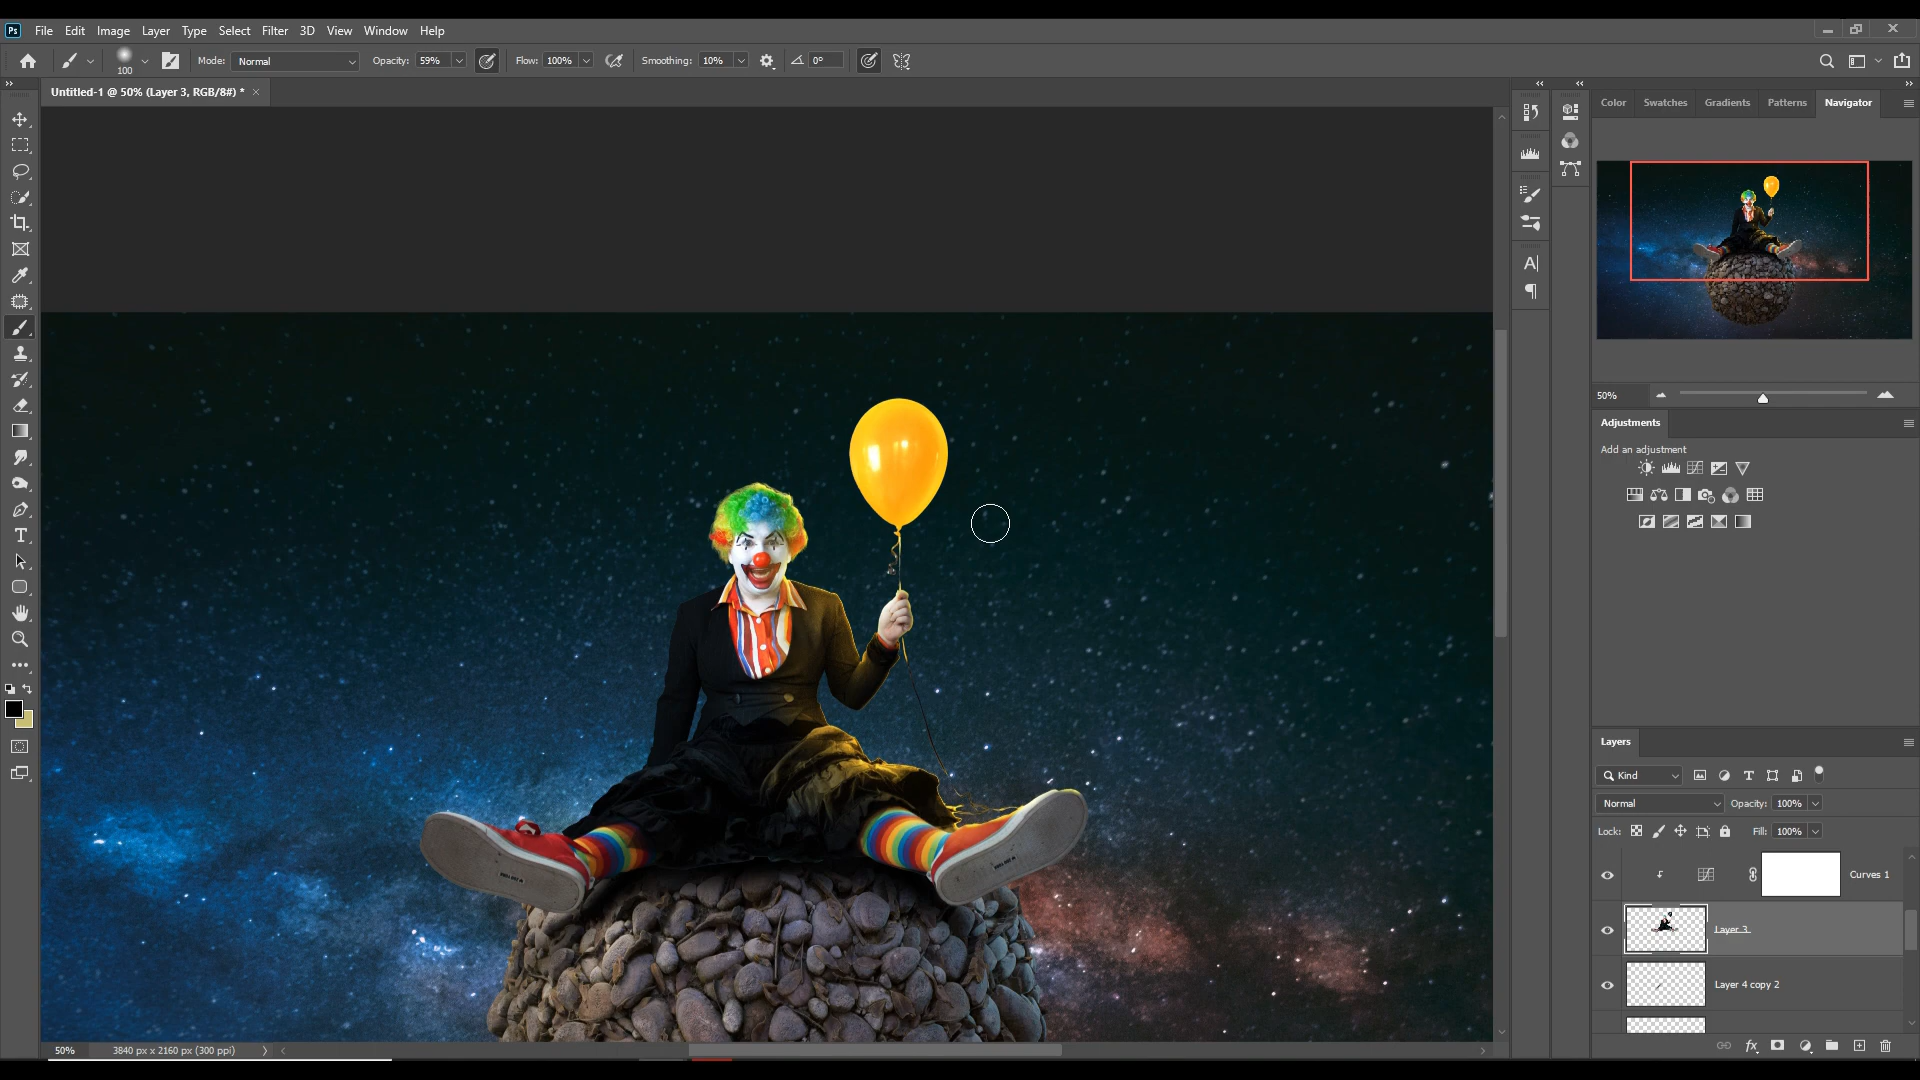 Ps File Edit Image Layer Type Select Filter 3D View Window Help
100 Mode: Normal Opacity: 59% Flow: 100% Smoothing: 10% 0°
Untitled-1 @ 50% (Layer 3, RGB/8#) *
Color Swatches Gradients Patterns Navigator
50%
Adjustments
Add an adjustment
Layers
Kind
Normal Opacity: 100%
Lock: Fill: 100%
Curves 1
Layer 3
Layer 4 copy 2
fx
50% 3840 px x 2160 px (300 ppi)